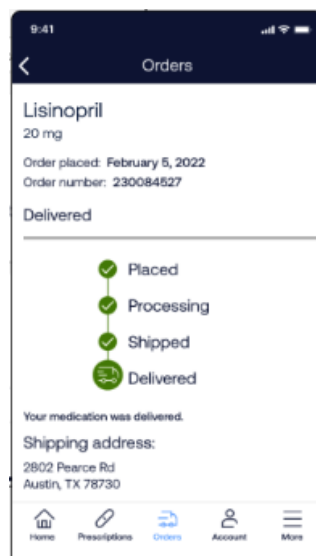 9:41
Orders
Lisinopril
20 mg
Order placed: February 5, 2022
Order number: 230084527
Delivered
Placed
Processing
Shipped
Delivered
Your medication was delivered.
Shipping address:
2802 Pearce Rd
Austin, TX 78730
Home Prescriptions Orders Account More